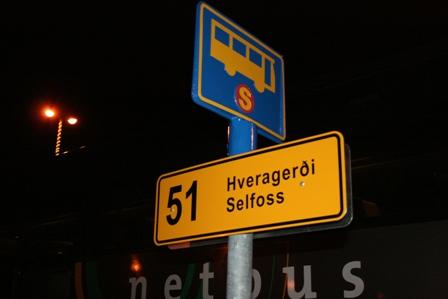 S
51
Hveragerði
Selfoss
netbus